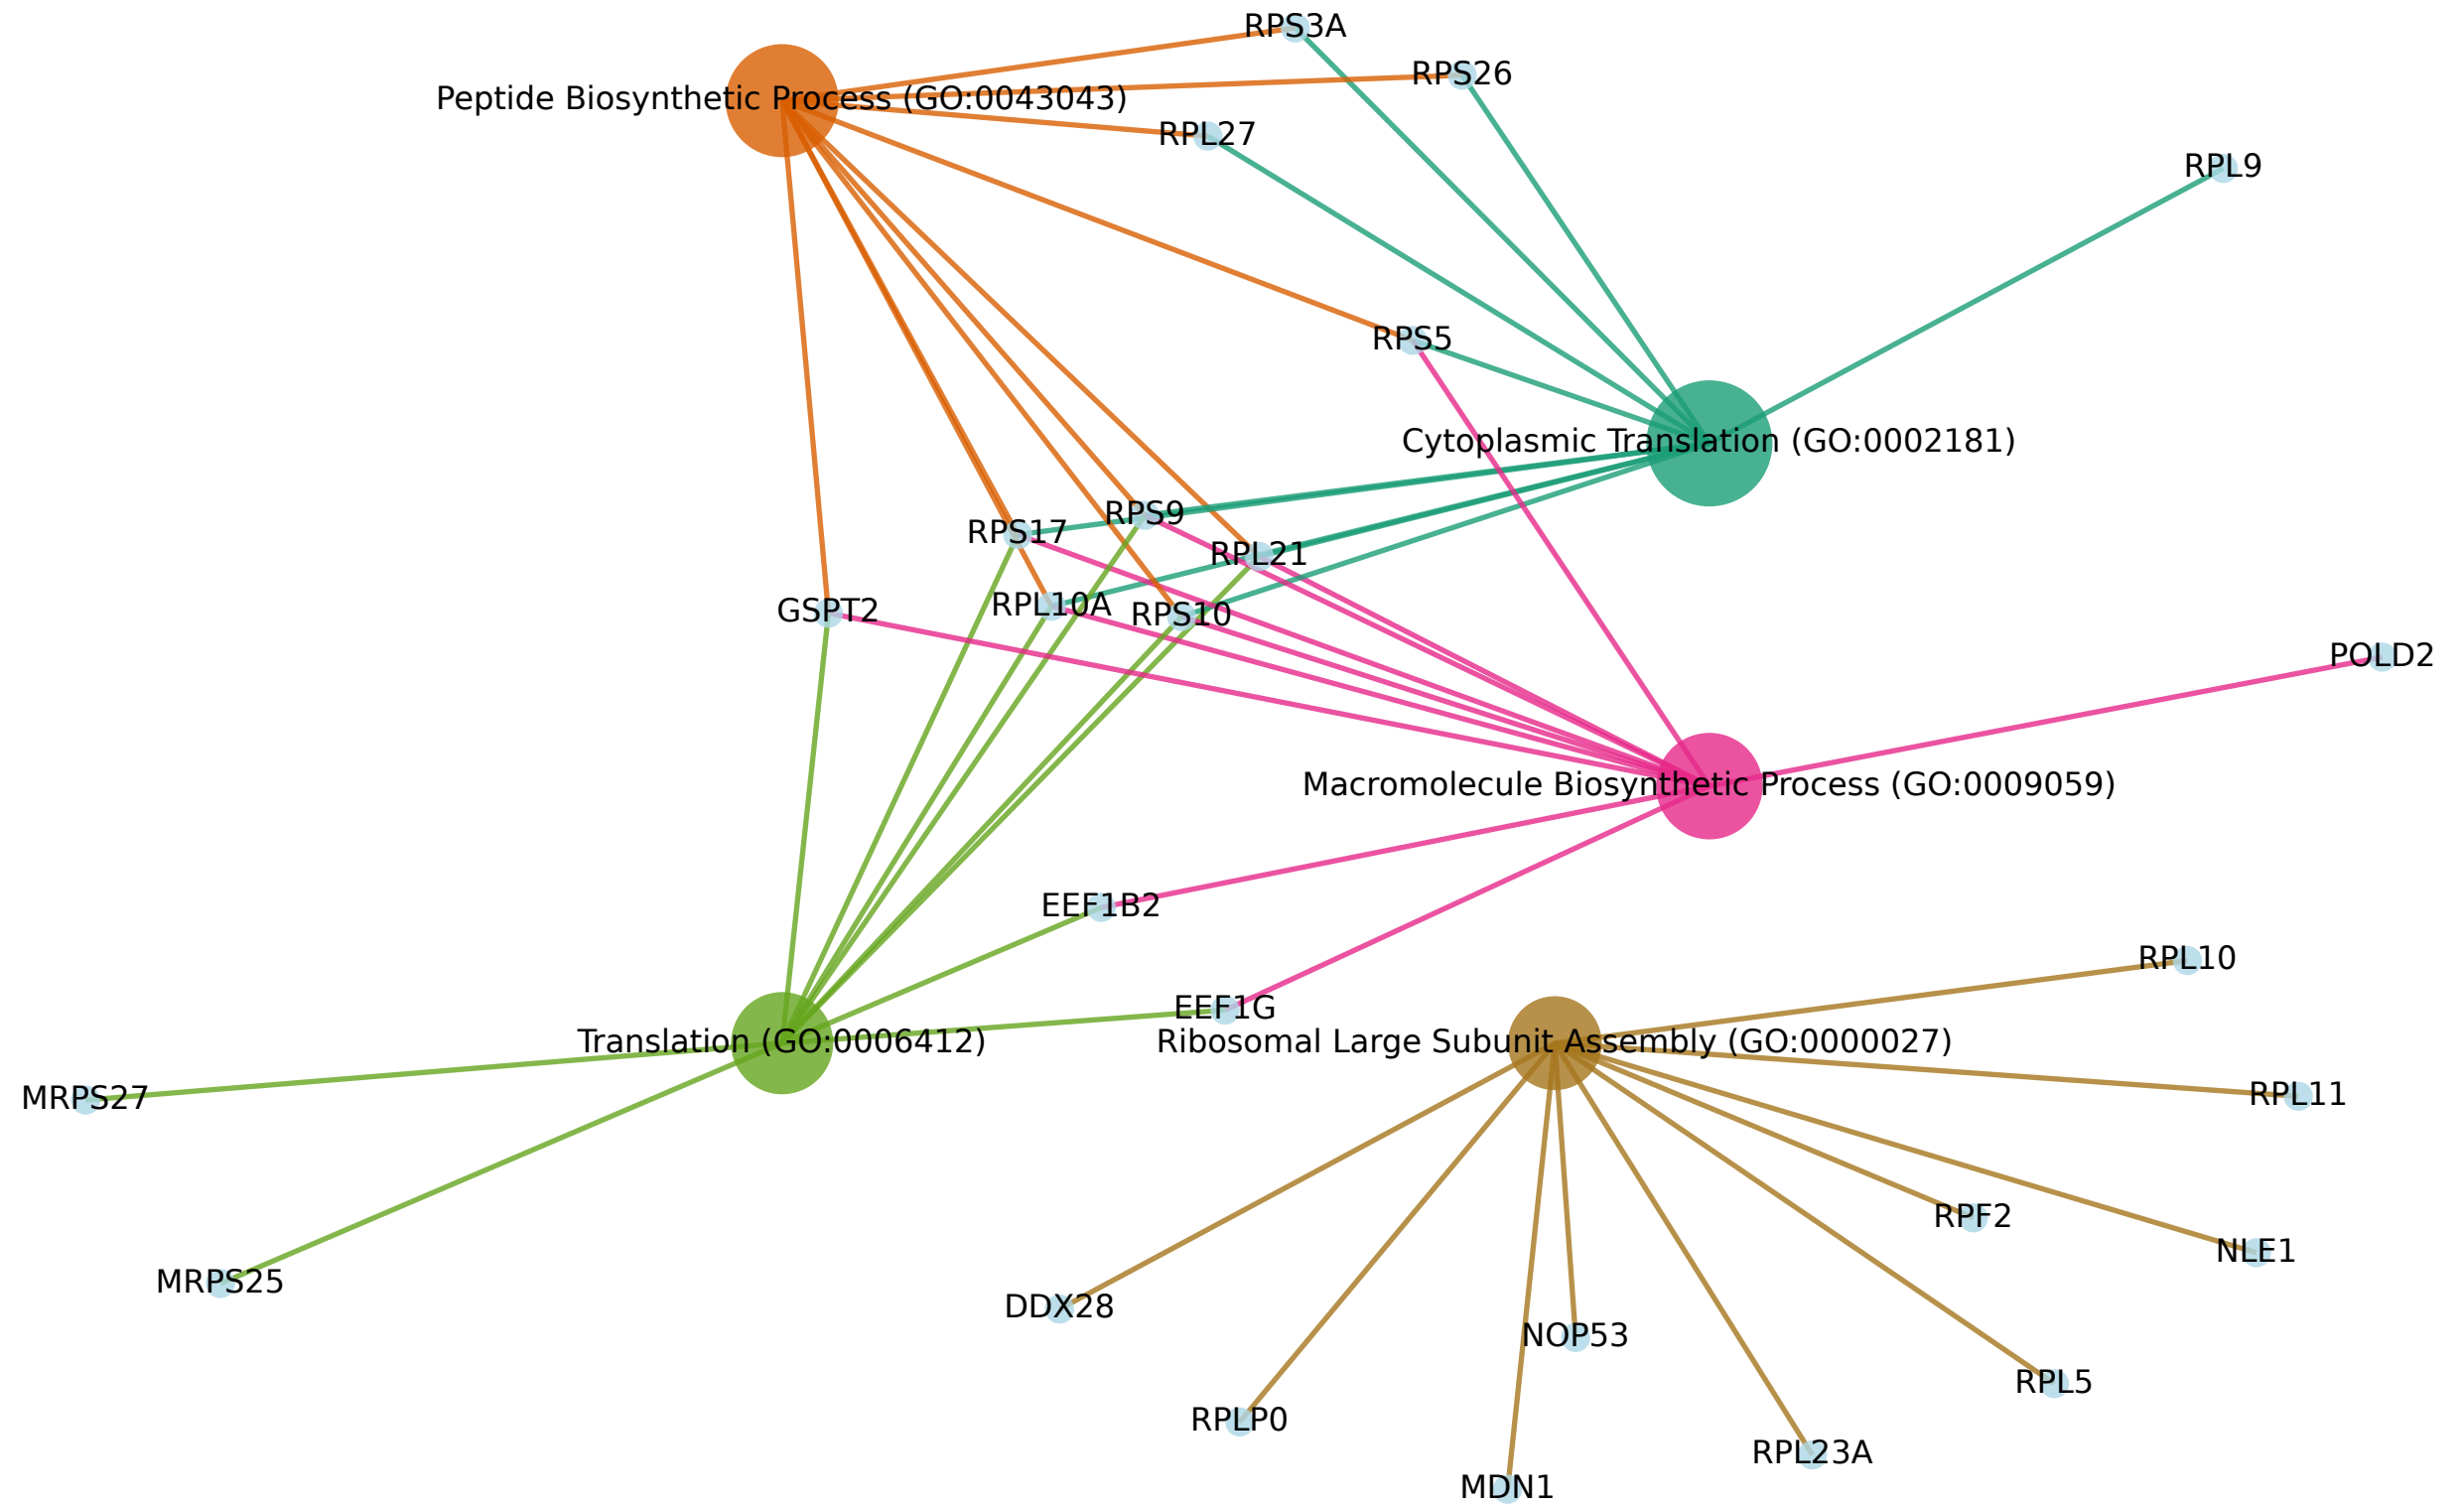 RPS3A
RPS26
Peptide Biosynthetic Process (GO:0043043)
RPL27
RPL9
RPS5
Cytoplasmic Translation (GO:0002181)
RPS9
RPS17
RPL21
RPL10A
GSPT2
RPS10
POLD2
Macromolecule Biosynthetic Process (GO:0009059)
EEF1B2
RPL10
EEF1G
Translation (GO:0006412)
Ribosomal Large Subunit Assembly (GO:0000027)
MRPS27
RPL11
RPF2
NLE1
MRPS25
DDX28
NOP53
RPL5
RPLP0
RPL23A
MDN1